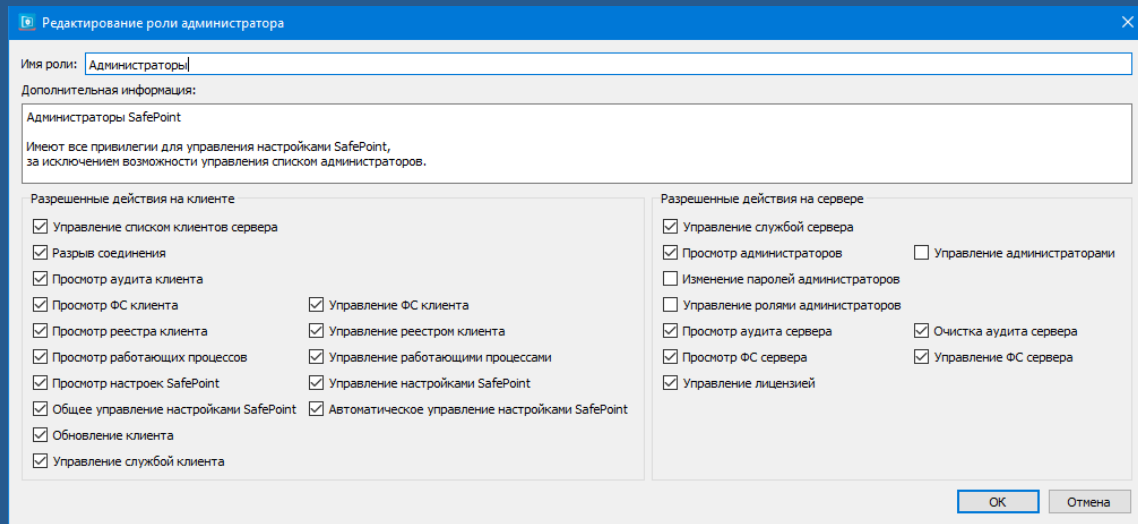 Редактирование роли администратора
Имя роли: Администраторы
Дополнительная информация:
Администраторы SafePoint
Имеют все привилегии для управления настройками SafePoint,
за исключением возможности управления списком администраторов.
Разрешенные действия на клиенте
Управление списком клиентов сервера
Разрыв соединения
Просмотр аудита клиента
Просмотр ФС клиента Управление ФС клиента
Просмотр реестра клиента Управление реестром клиента
Просмотр работающих процессов Управление работающими процессами
Просмотр настроек SafePoint Управление настройками SafePoint
Общее управление настройками SafePoint Автоматическое управление настройками SafePoint
Обновление клиента
Управление службой клиента
Разрешенные действия на сервере
Управление службой сервера
Просмотр администраторов Управление администраторами
Изменение паролей администраторов
Управление ролями администраторов
Просмотр аудита сервера Очистка аудита сервера
Просмотр ФС сервера Управление ФС сервера
Управление лицензией
ОК Отмена